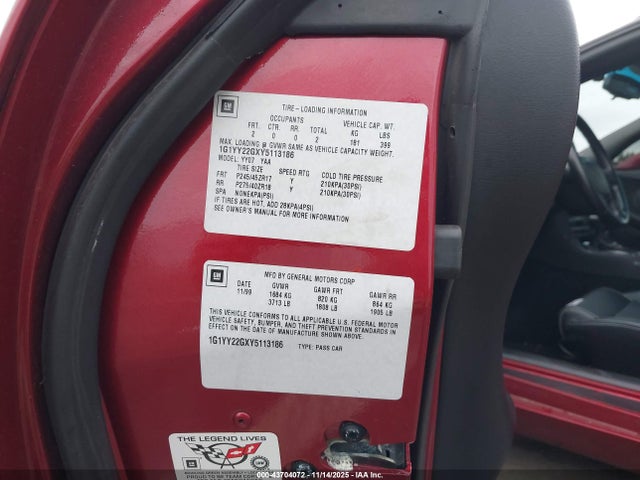 GM
TIRE-LOADING INFORMATION
OCCUPANTS VEHICLE CAP. WT.
FRT. CTR. RR. TOTAL KG LBS
2 0 0 2 181 399
MAX. LOADING @ GVWR SAME AS VEHICLE CAPACITY WEIGHT.
1G1YY22GXY5113186
MODEL: YY07 YAA
TIRE SIZE SPEED RTG COLD TIRE PRESSURE
FRT P245/45ZR17 Y 210KPA(30PSI)
RR P275/40ZR18 Y 210KPA(30PSI)
SPA NONEKPA(PSI)
IF TIRES ARE HOT, ADD 28KPA(4PSI)
SEE OWNER'S MANUAL FOR MORE INFORMATION
GM
MFD BY GENERAL MOTORS CORP
DATE GVWR GAWR FRT GAWR RR
11/99 1684 KG 820 KG 864 KG
3713 LB 1808 LB 1905 LB
THIS VEHICLE CONFORMS TO ALL APPLICABLE U.S. FEDERAL MOTOR
VEHICLE SAFETY, BUMPER, AND THEFT PREVENTION STANDARDS IN
EFFECT ON THE DATE OF MANUFACTURE SHOWN ABOVE.
1G1YY22GXY5113186 TYPE: PASS CAR
THE LEGEND LIVES
000-43704072 - 11/14/2025 - IAAI.COM